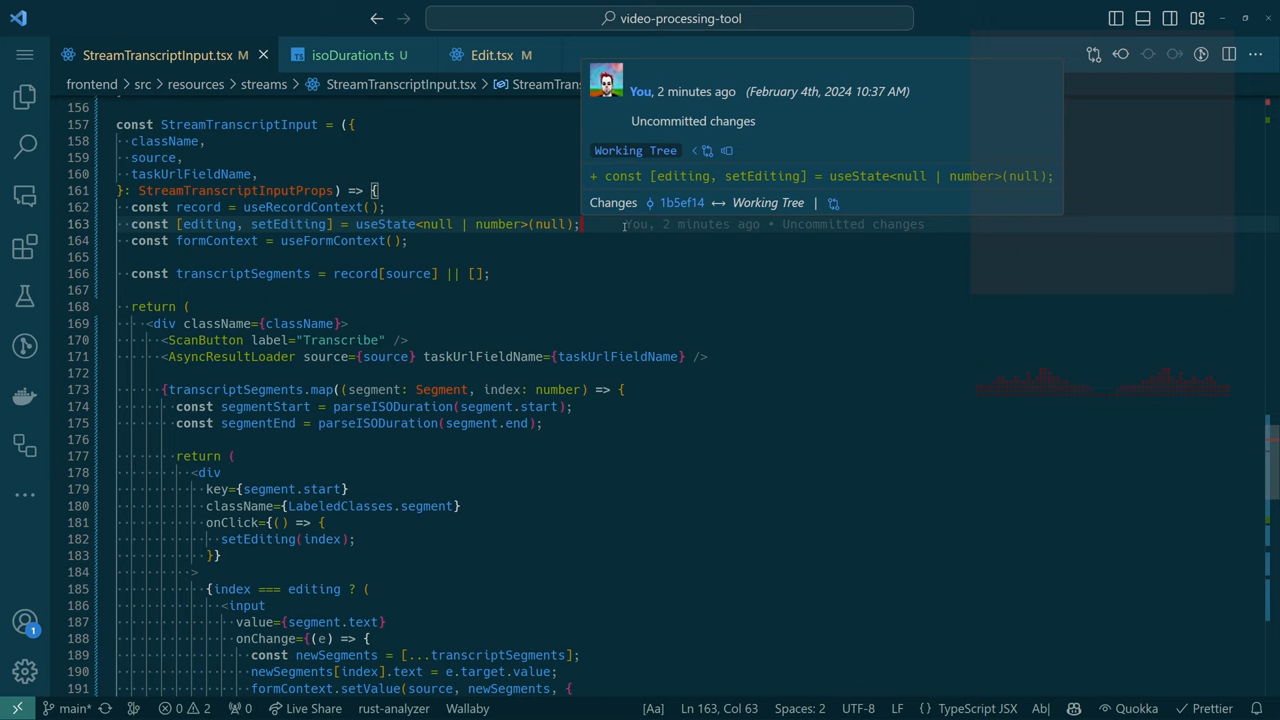 video-processing-tool
StreamTranscriptInput.tsx M
isoDuration.ts U
Edit.tsx M
frontend > src > resources > streams > StreamTranscriptInput.tsx > StreamTrans
You, 2 minutes ago (February 4th, 2024 10:37 AM)
Uncommitted changes
Working Tree
+ const [editing, setEditing] = useState<null | number>(null);
Changes 1b5ef14 ↔ Working Tree |
156
157 const StreamTranscriptInput = ({
158 className,
159 source,
160 taskUrlFieldName,
161 }: StreamTranscriptInputProps) => {
162 const record = useRecordContext();
163 const [editing, setEditing] = useState<null | number>(null); You, 2 minutes ago • Uncommitted changes
164 const formContext = useFormContext();
165
166 const transcriptSegments = record[source] || [];
167
168 return (
169 <div className={className}>
170 <ScanButton label="Transcribe" />
171 <AsyncResultLoader source={source} taskUrlFieldName={taskUrlFieldName} />
172
173 {transcriptSegments.map((segment: Segment, index: number) => {
174 const segmentStart = parseISODuration(segment.start);
175 const segmentEnd = parseISODuration(segment.end);
176
177 return (
178 <div
179 key={segment.start}
180 className={LabeledClasses.segment}
181 onClick={() => {
182 setEditing(index);
183 }}
184 >
185 {index === editing ? (
186 <input
187 value={segment.text}
188 onChange={(e) => {
189 const newSegments = [...transcriptSegments];
190 newSegments[index].text = e.target.value;
191 formContext.setValue(source, newSegments, {
1
main* 0 2 0 Live Share rust-analyzer Wallaby [Aa] Ln 163, Col 63 Spaces: 2 UTF-8 LF {} TypeScript JSX Ab| Quokka Prettier